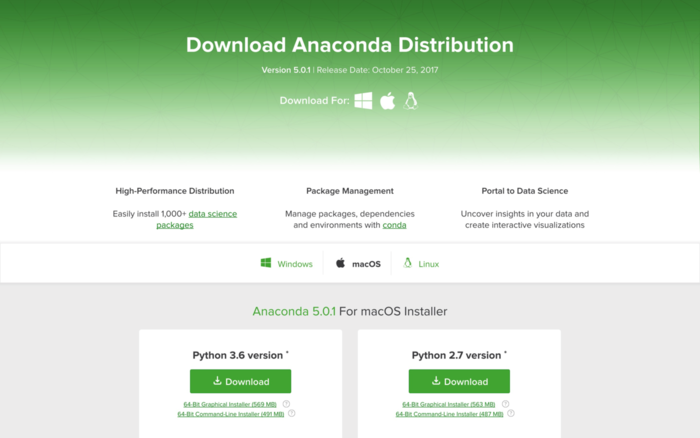 Download Anaconda Distribution
Version 5.0.1 | Release Date: October 25, 2017
Download For:
High-Performance Distribution
Easily install 1,000+ data science
packages
Package Management
Manage packages, dependencies
and environments with conda
Portal to Data Science
Uncover insights in your data and
create interactive visualizations
Windows
macOS
Linux
Anaconda 5.0.1 For macOS Installer
Python 3.6 version *
Download
64-Bit Graphical Installer (569 MB) ?
64-Bit Command-Line Installer (491 MB) ?
Python 2.7 version *
Download
64-Bit Graphical Installer (563 MB) ?
64-Bit Command-Line Installer (487 MB) ?